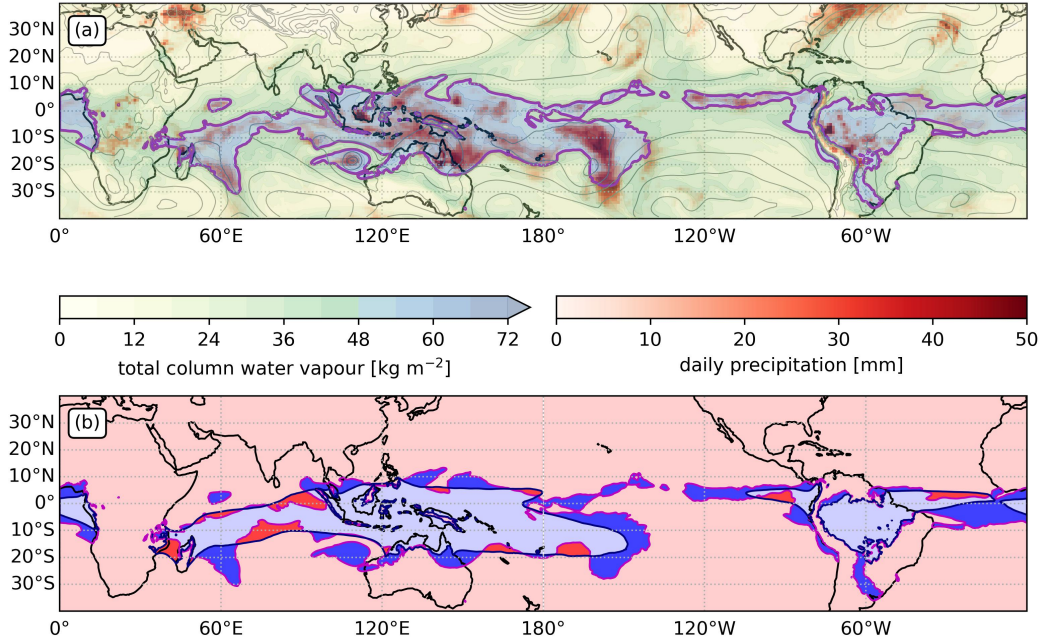 (a)
30°N
20°N
10°N
0°
10°S
20°S
30°S
0° 60°E 120°E 180° 120°W 60°W
0 12 24 36 48 60 72
total column water vapour [kg m⁻²]
0 10 20 30 40 50
daily precipitation [mm]
(b)
30°N
20°N
10°N
0°
10°S
20°S
30°S
0° 60°E 120°E 180° 120°W 60°W